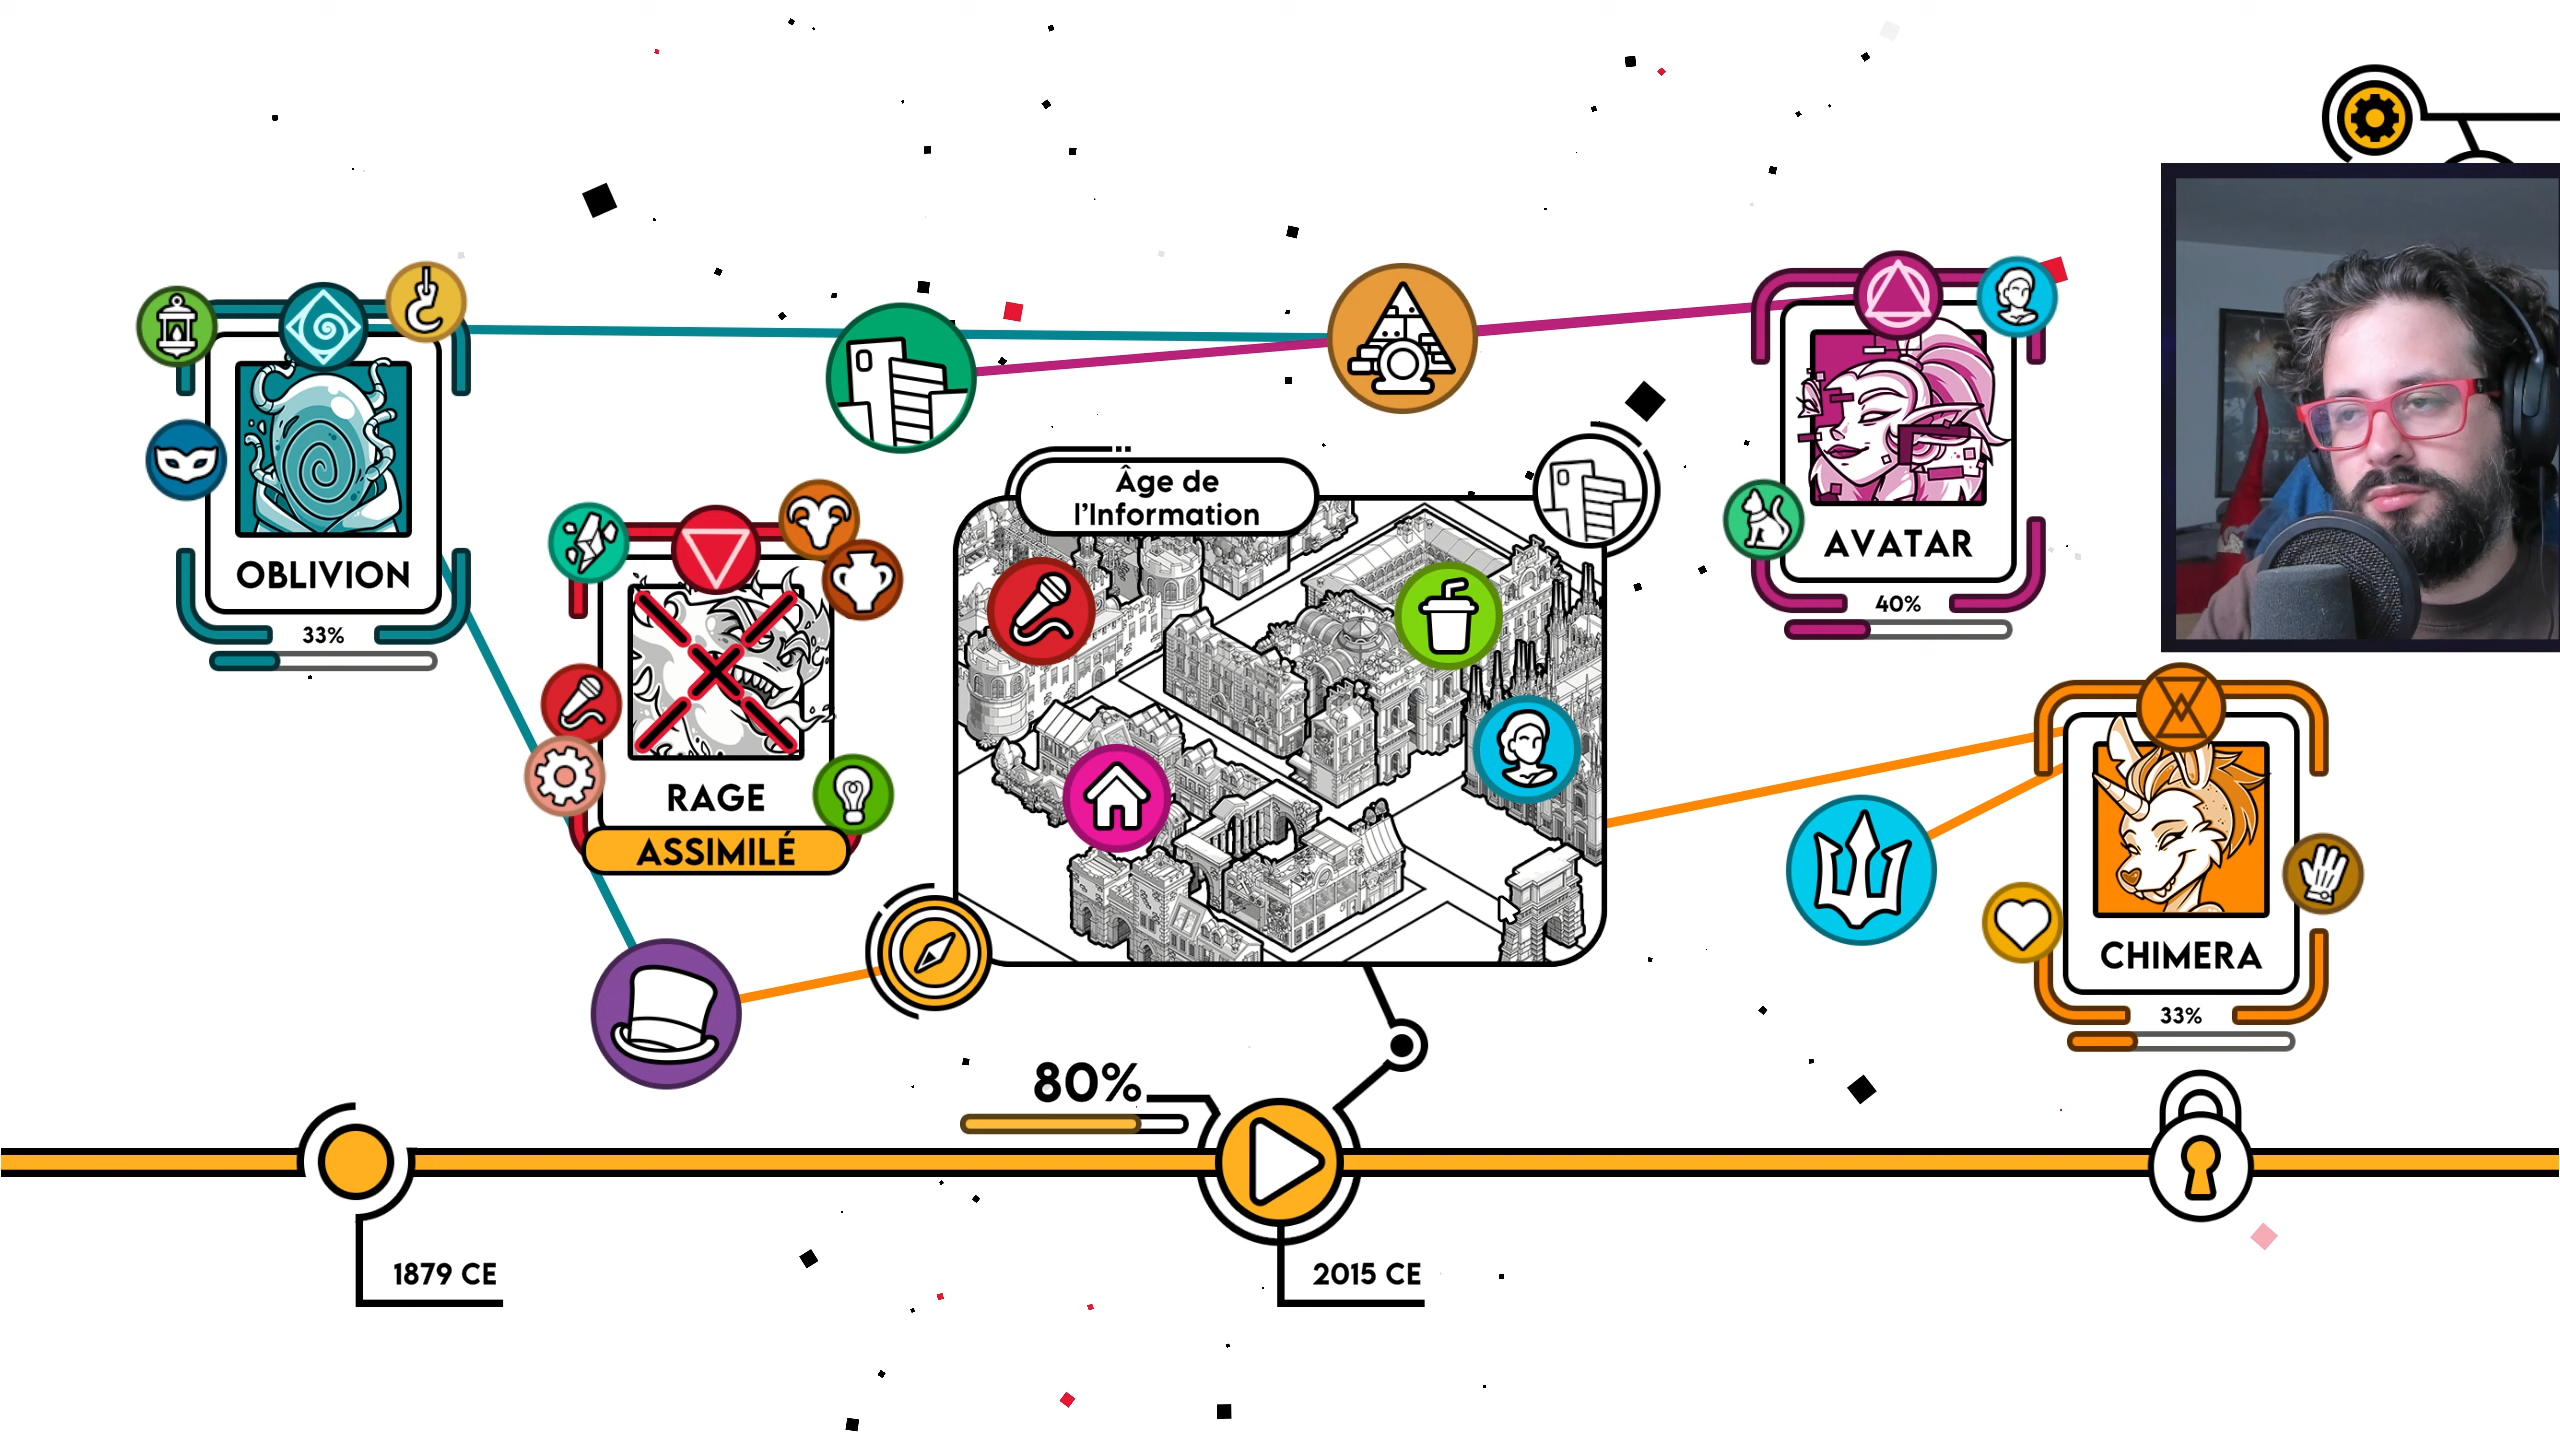 Âge de
l'Information
OBLIVION
33%
RAGE
ASSIMILÉ
AVATAR
40%
CHIMERA
33%
80%
1879 CE
2015 CE